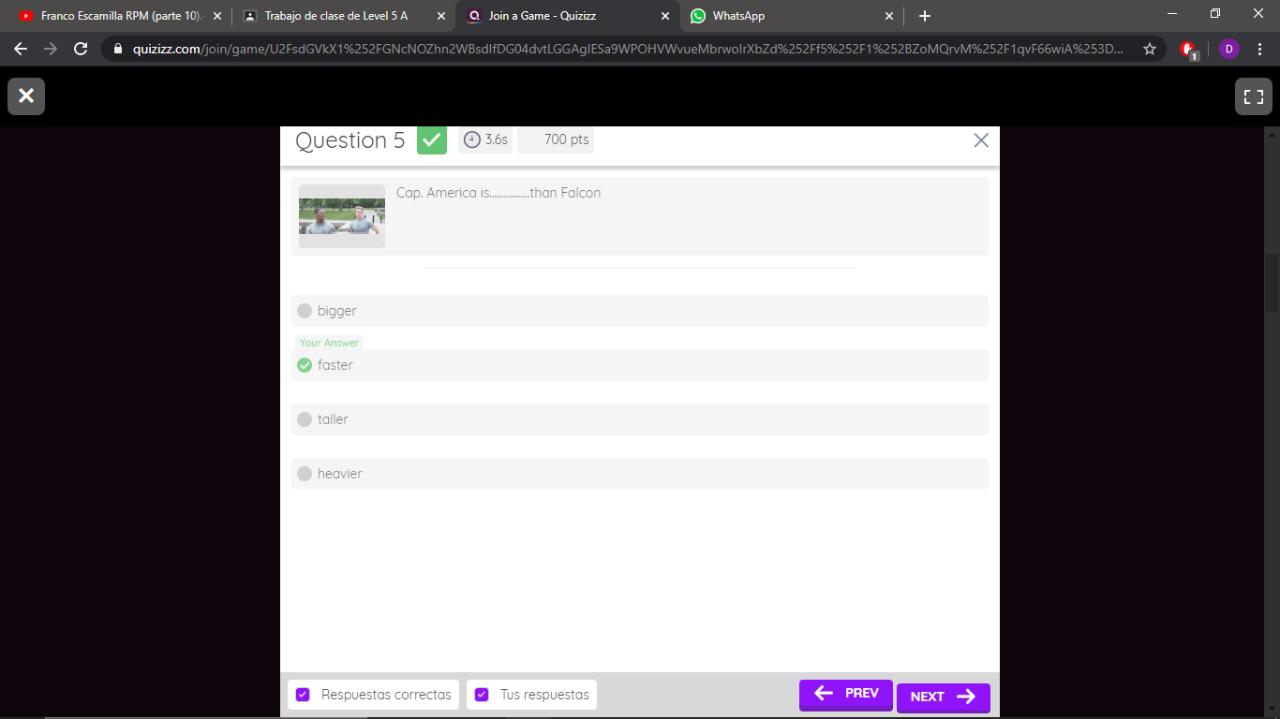 Franco Escamilla RPM (parte 10).
Trabajo de clase de Level 5 A
Join a Game - Quizizz
WhatsApp
quizizz.com/join/game/U2FsdGVkX1%252FGNcNOZhn2WBsdIfDG04dvtLGGAgIESa9WPOHVWvueMbrwoIrXbZd%252Ff5%252F1%252BZoMQrvM%252F1qvF66wiA%253D...
1
D
Question 5
3.6s
700 pts
Cap. America is................than Falcon
bigger
Your Answer
faster
taller
heavier
Respuestas correctas
Tus respuestas
PREV
NEXT